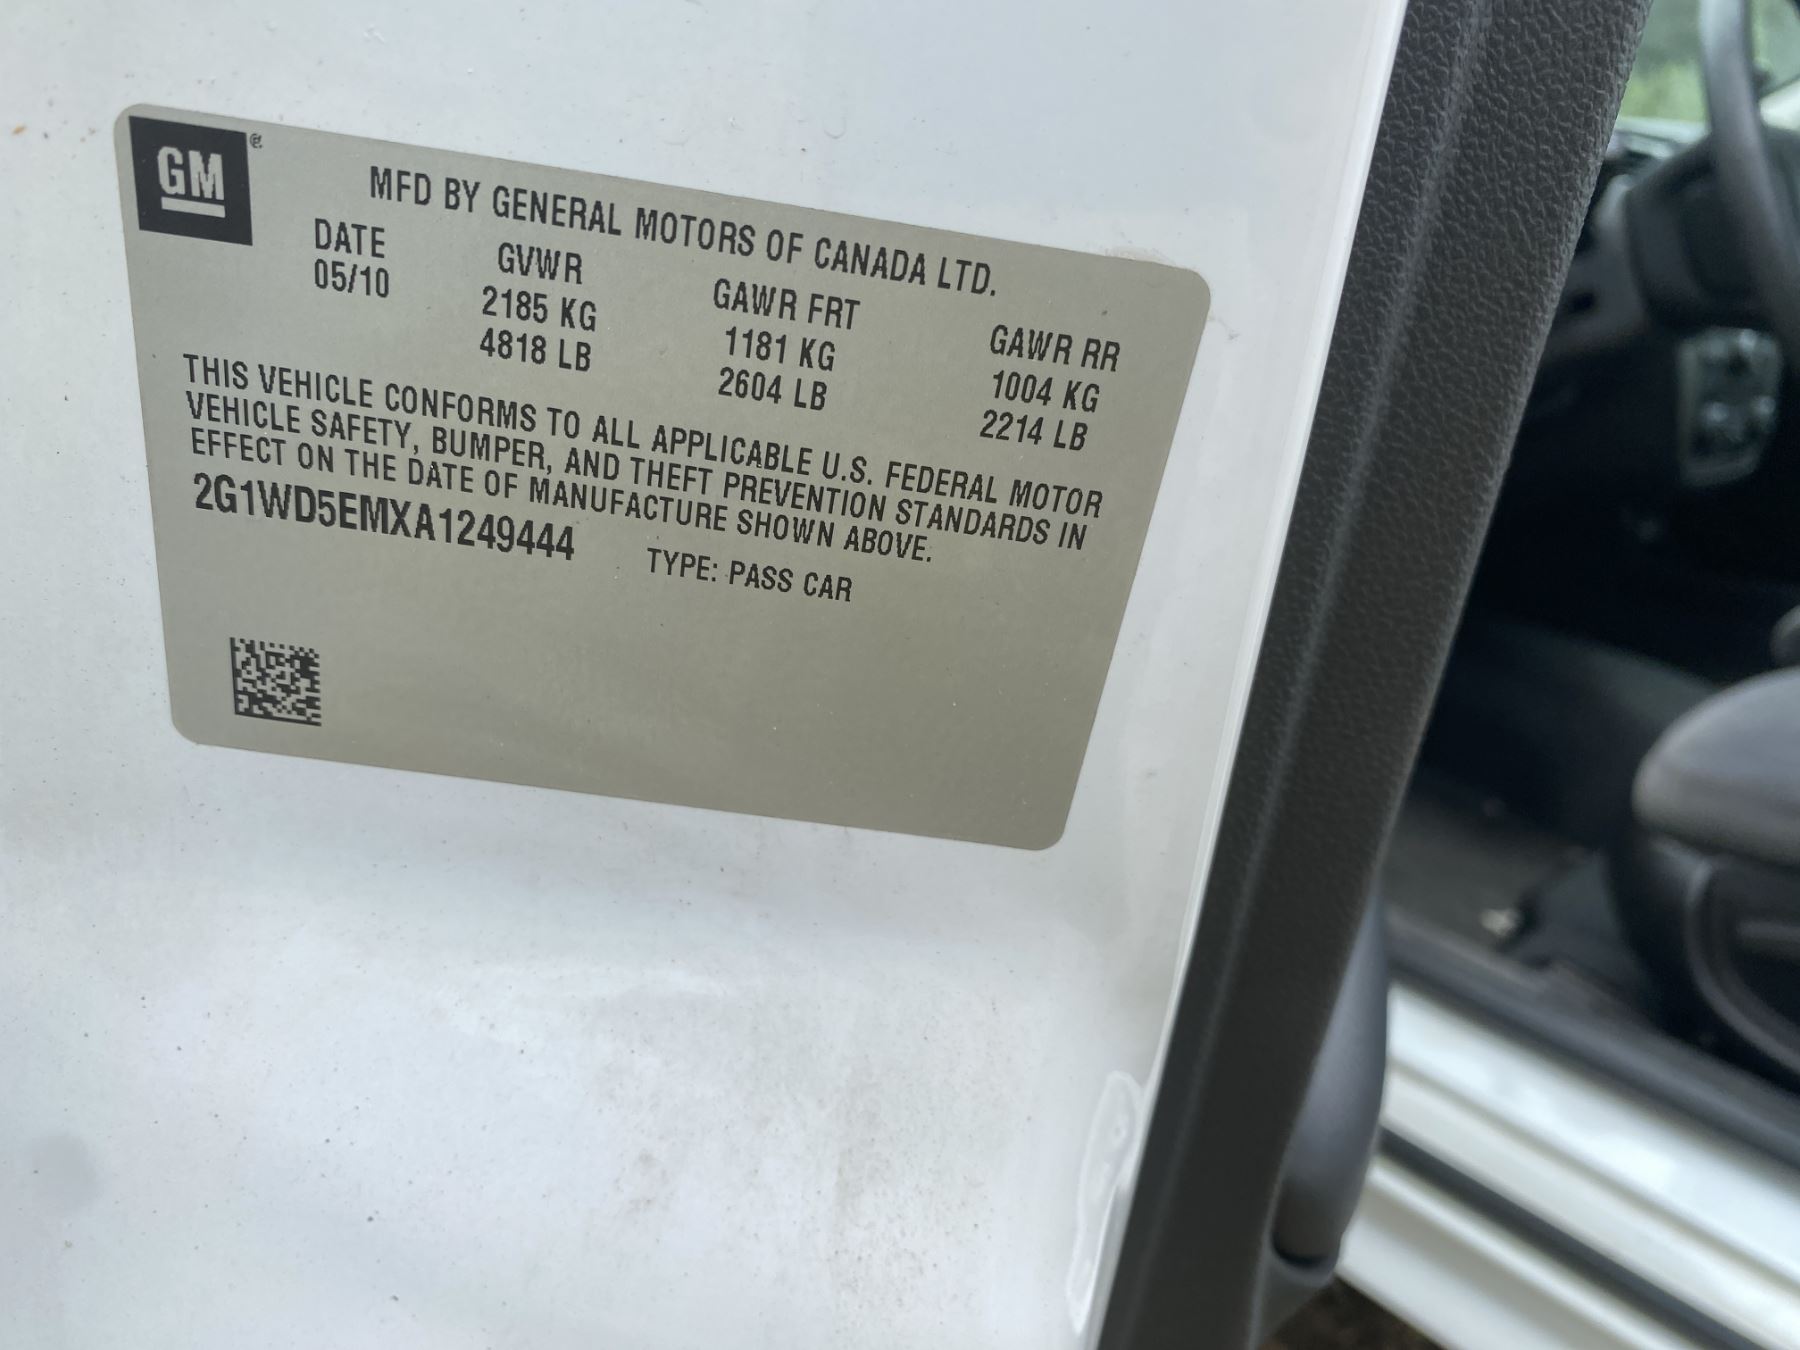 GM
MFD BY GENERAL MOTORS OF CANADA LTD.
DATE GVWR GAWR FRT GAWR RR
05/10 2185 KG 1181 KG 1004 KG
4818 LB 2604 LB 2214 LB
THIS VEHICLE CONFORMS TO ALL APPLICABLE U.S. FEDERAL MOTOR
VEHICLE SAFETY, BUMPER, AND THEFT PREVENTION STANDARDS IN
EFFECT ON THE DATE OF MANUFACTURE SHOWN ABOVE.
2G1WD5EMXA1249444 TYPE: PASS CAR